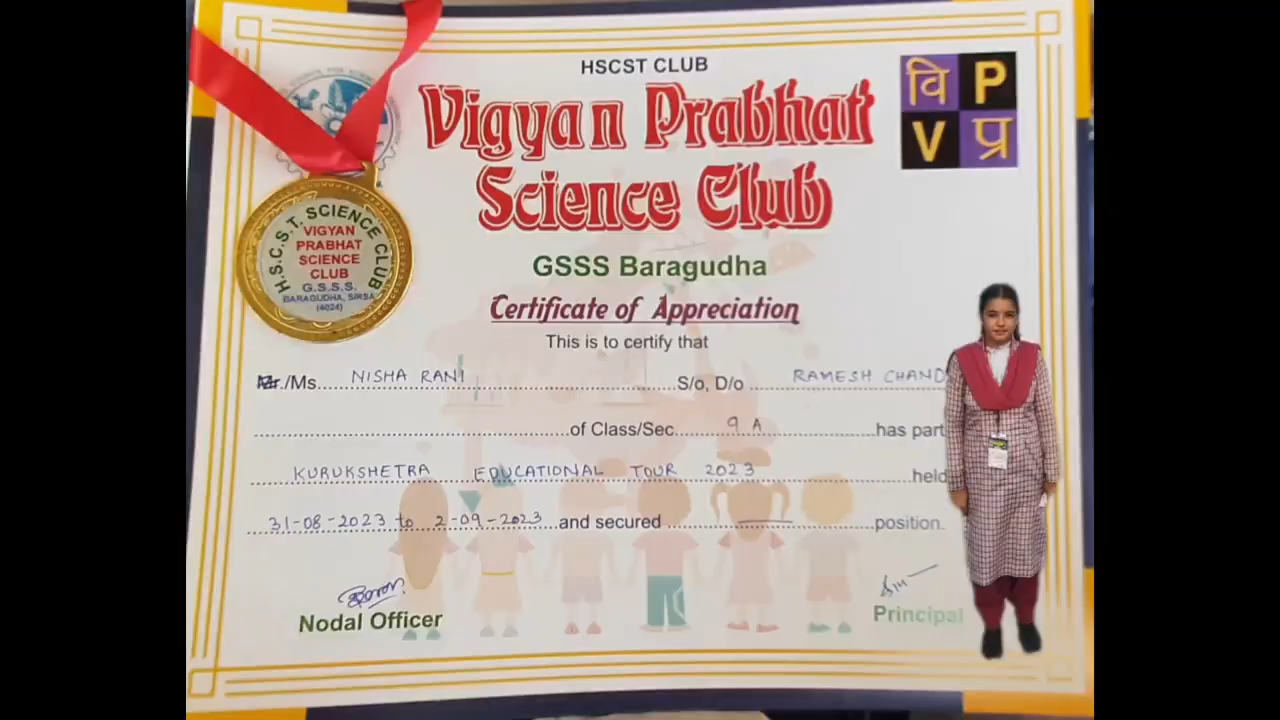 HSCST CLUB
Vigyan Prabhat
Science Club
वि P
V प्र
H.S.C.S.T. SCIENCE CLUB
VIGYAN
PRABHAT
SCIENCE
CLUB
G.S.S.S.
BARAGUDHA, SIRSA
(4024)
GSSS Baragudha
Certificate of Appreciation
This is to certify that
Mr./Ms. NISHA RANI S/o, D/o RAMESH CHAND
of Class/Sec. 9 A has part
KURUKSHETRA EDUCATIONAL TOUR 2023 held
31-08-2023 to 2-09-2023 and secured — position.
Nodal Officer Principal